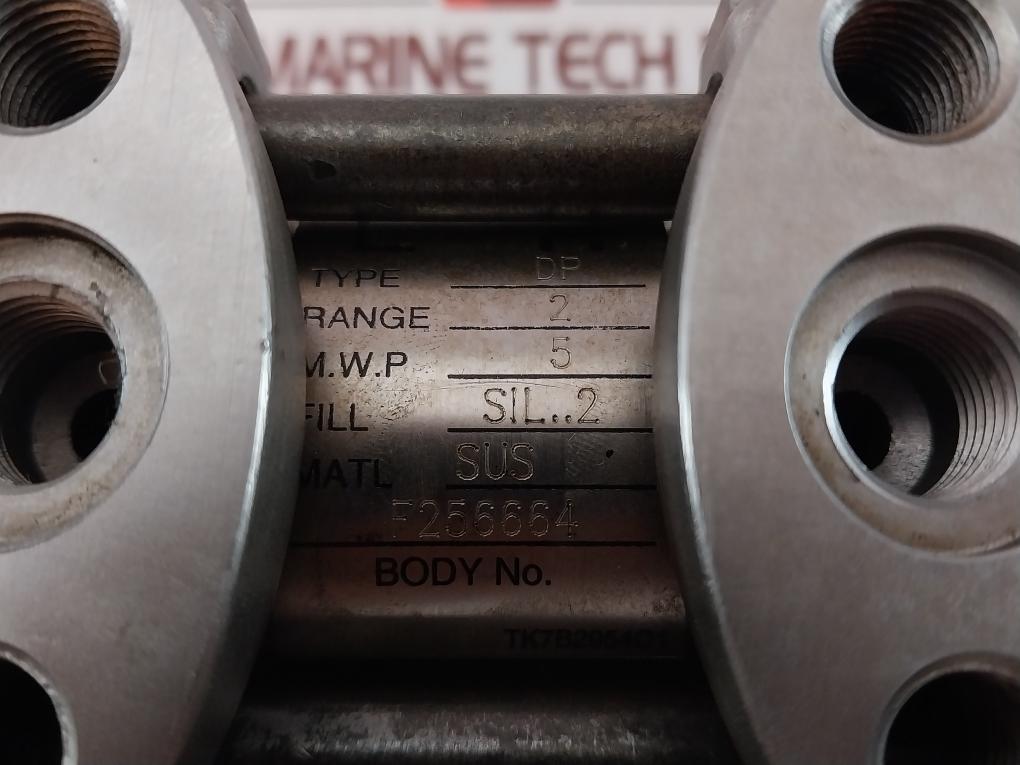 MARINE TECH
TYPE DP
RANGE 2
M.W.P 5
FILL SIL..2
MATL SUS
F256664
BODY No.